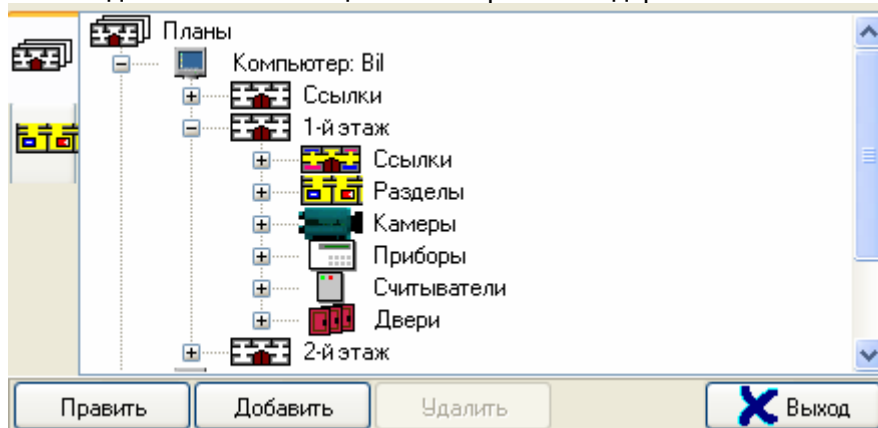 Планы
Компьютер: Bil
Ссылки
1-й этаж
Ссылки
Разделы
Камеры
Приборы
Считыватели
Двери
2-й этаж
Править Добавить Удалить Выход